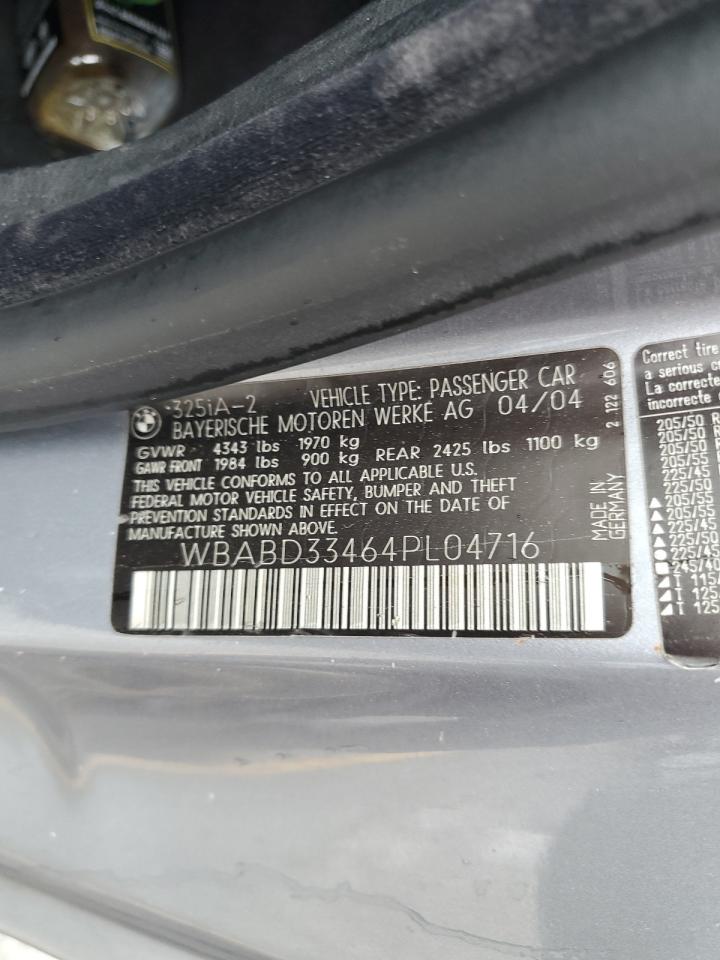 325iA-2 VEHICLE TYPE: PASSENGER CAR
BAYERISCHE MOTOREN WERKE AG 04/04
GVWR 4343 lbs 1970 kg
GAWR FRONT 1984 lbs 900 kg REAR 2425 lbs 1100 kg
THIS VEHICLE CONFORMS TO ALL APPLICABLE U.S.
FEDERAL MOTOR VEHICLE SAFETY, BUMPER AND THEFT
PREVENTION STANDARDS IN EFFECT ON THE DATE OF
MANUFACTURE SHOWN ABOVE.
WBABD33464PL04716
MADE IN
GERMANY
2 122 606
Correct tire
a serious
La correcte
incorrecte
205/50 R
205/50
205/55
225/45
225/50
205/55
205/55
225/45
225/50
225/45
245/40
T 115/
T 125/
T 125